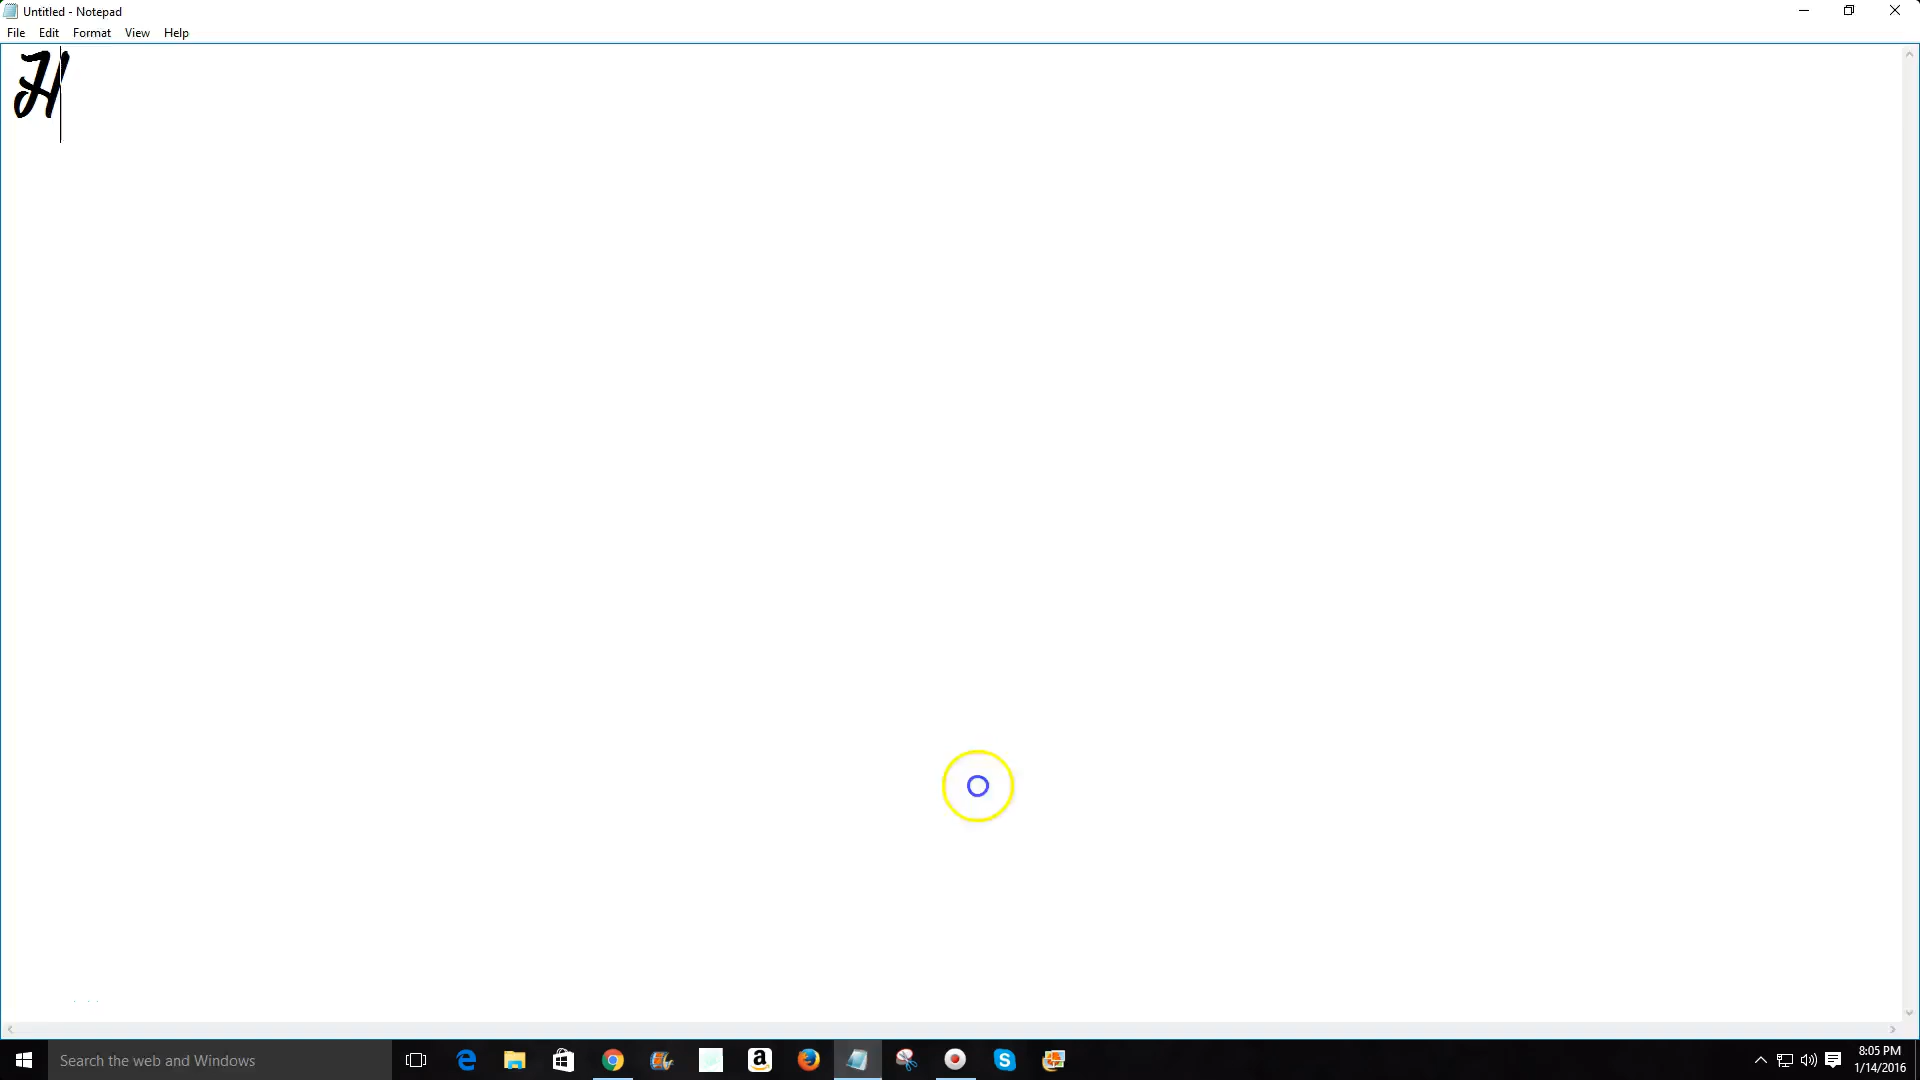 Untitled - Notepad
File Edit Format View Help
H
Search the web and Windows
8:05 PM
1/14/2016